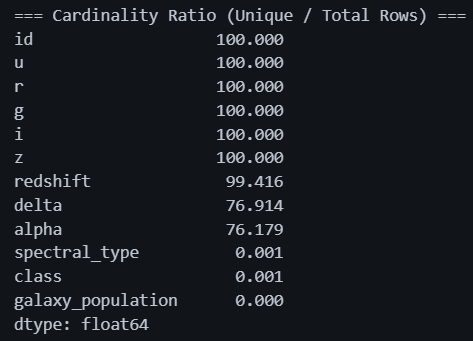 === Cardinality Ratio (Unique / Total Rows) ===
id 100.000
u 100.000
r 100.000
g 100.000
i 100.000
z 100.000
redshift 99.416
delta 76.914
alpha 76.179
spectral_type 0.001
class 0.001
galaxy_population 0.000
dtype: float64